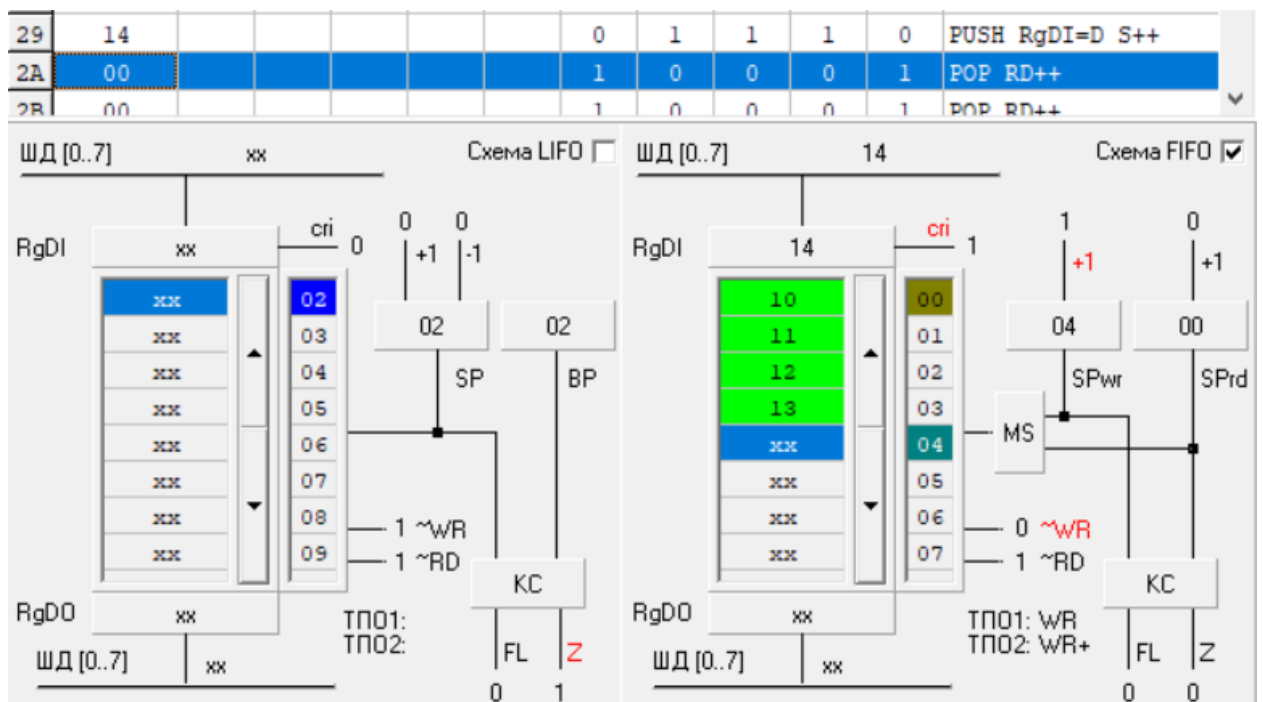 29 14 0 1 1 1 0 PUSH RgDI=D S++
2A 00 1 0 0 0 1 POP RD++
2B 00 1 0 0 0 1 POP RD++
ШД [0..7] xx Схема LIFO
RgDI xx cri 0 0 0 +1 -1
xx 02
xx 03
xx 04
xx 05
xx 06
xx 07
xx 08
xx 09
02 02
SP BP
1 ~WR
1 ~RD
КС
RgDO xx
ТПО1:
ТПО2:
FL Z
ШД [0..7] xx
0 1
ШД [0..7] 14 Схема FIFO
RgDI 14 cri 1 1 0 +1 +1
10 00
11 01
12 02
13 03
xx 04
xx 05
xx 06
xx 07
04 00
SPwr SPrd
MS
0 ~WR
1 ~RD
КС
RgDO xx
ТПО1: WR
ТПО2: WR+
FL Z
ШД [0..7] xx
0 0